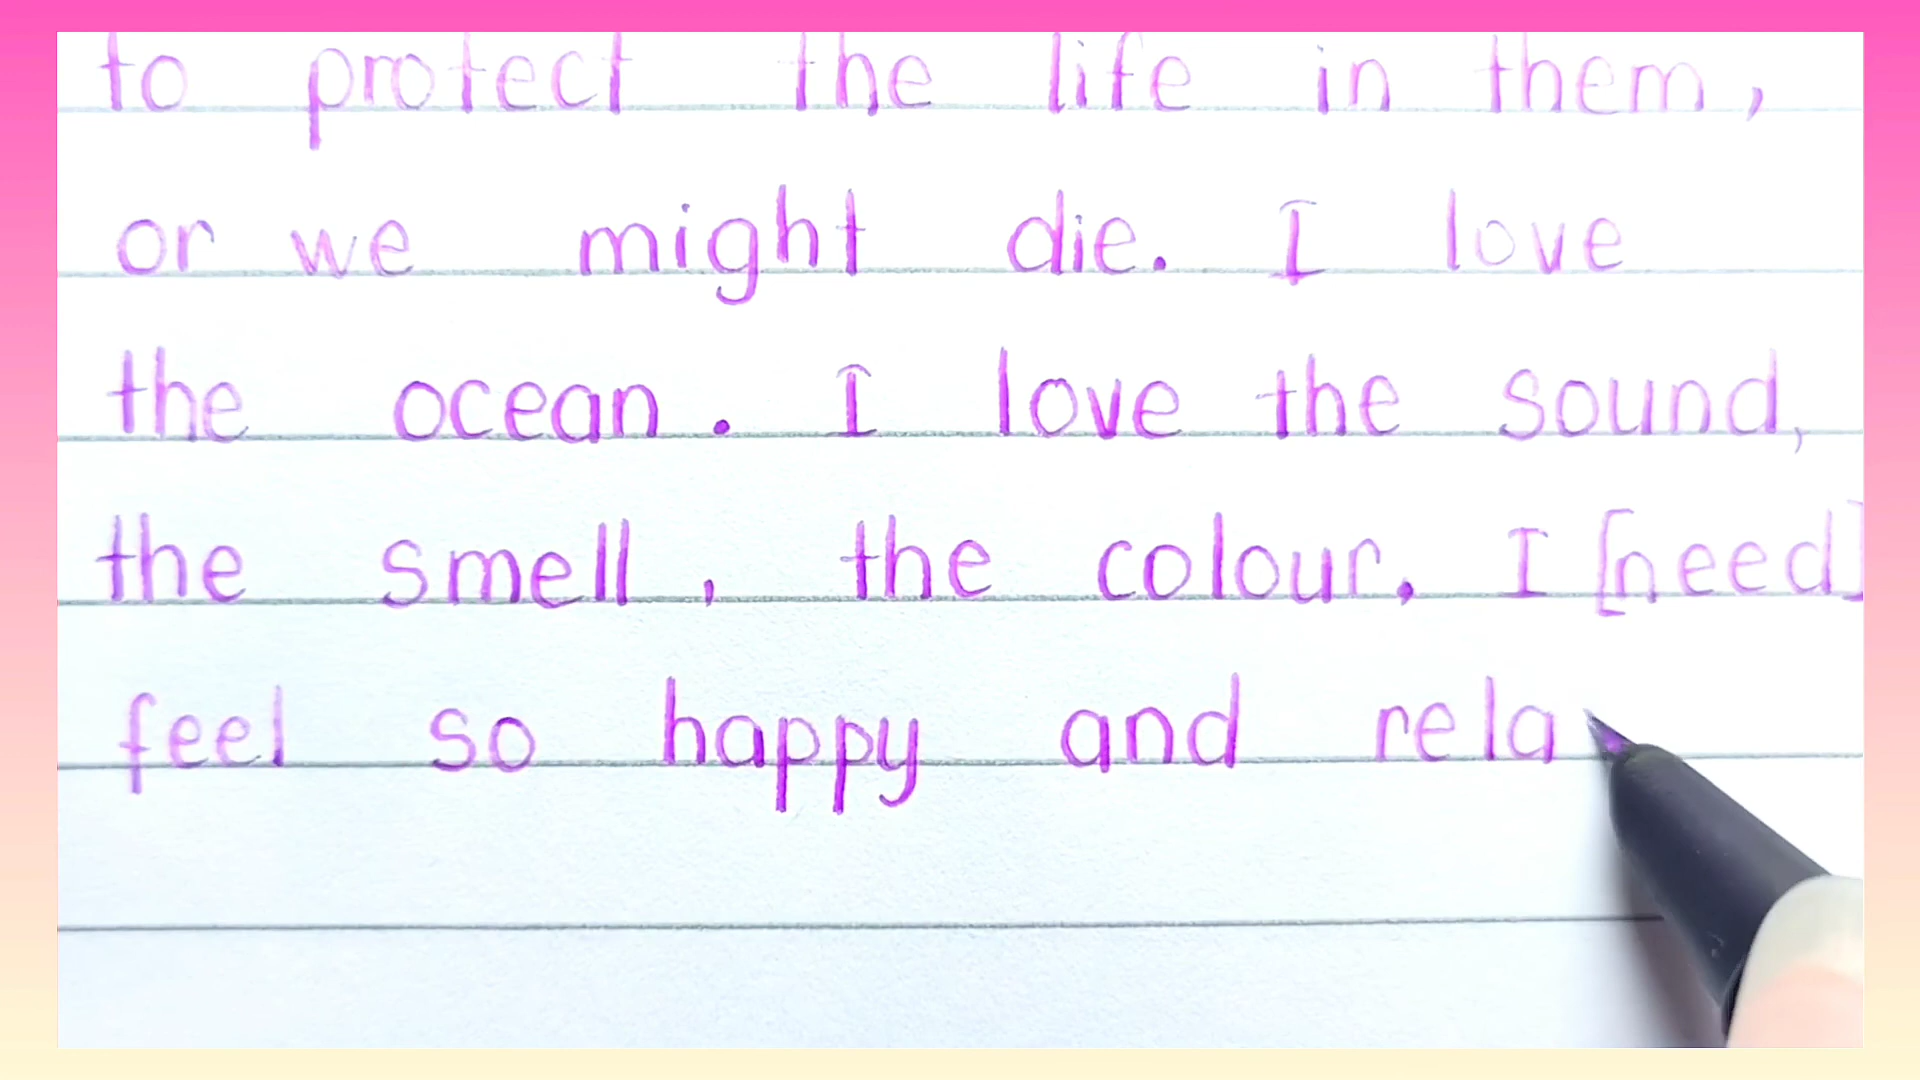 to protect the life in them,
or we might die. I love
the ocean. I love the sound,
the smell, the colour. I [need]
feel so happy and rela